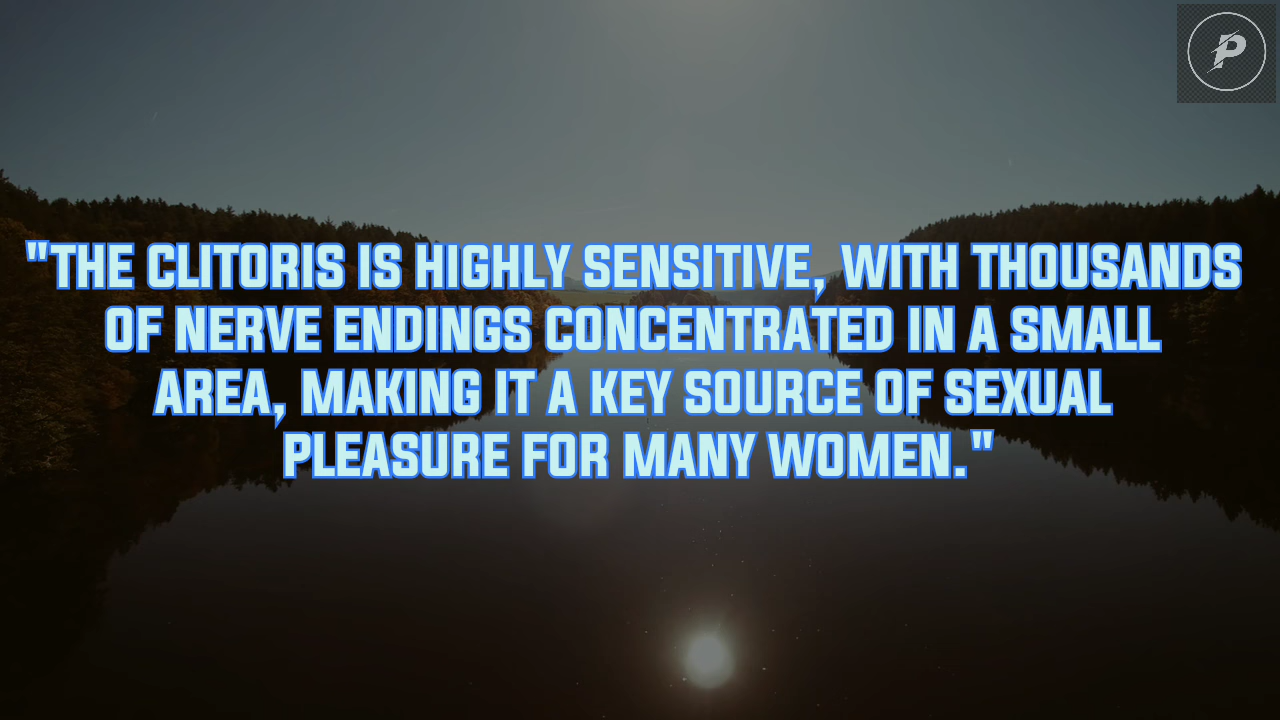 "THE CLITORIS IS HIGHLY SENSITIVE, WITH THOUSANDS
OF NERVE ENDINGS CONCENTRATED IN A SMALL
AREA, MAKING IT A KEY SOURCE OF SEXUAL
PLEASURE FOR MANY WOMEN."
P